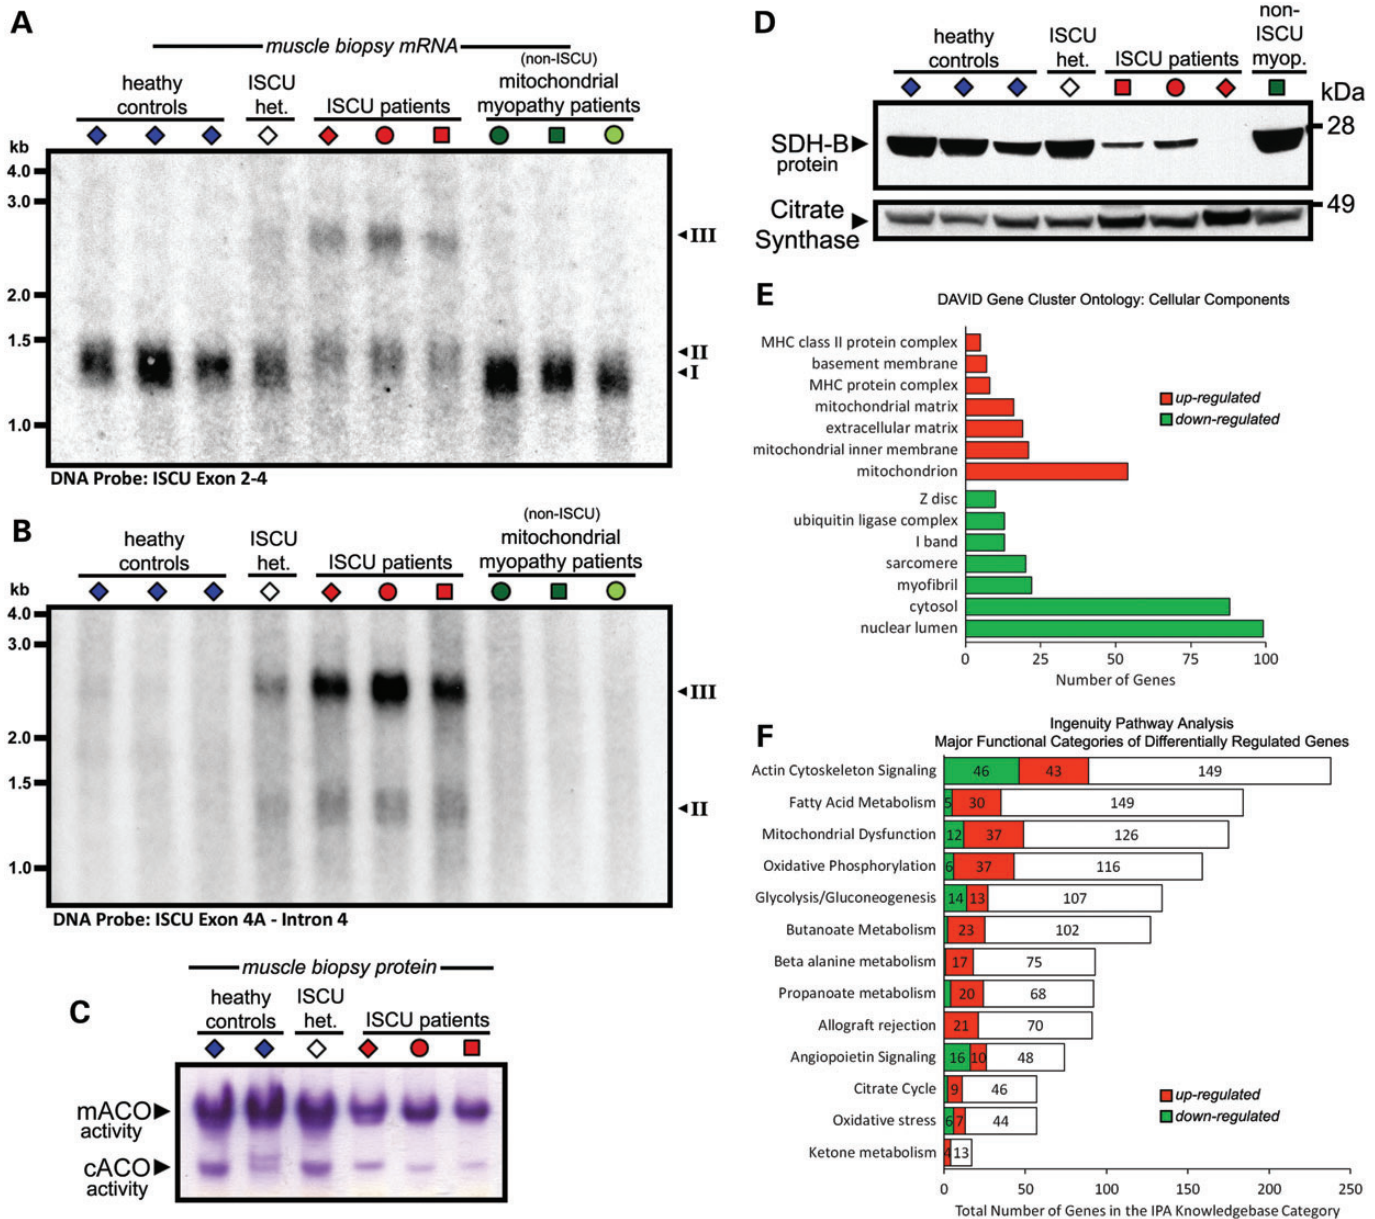 A
muscle biopsy mRNA
heathy
controls
ISCU
het.
ISCU patients
(non-ISCU)
mitochondrial
myopathy patients
kb
4.0
3.0
2.0
1.5
1.0
III
II
I
DNA Probe: ISCU Exon 2-4
B
heathy
controls
ISCU
het.
ISCU patients
(non-ISCU)
mitochondrial
myopathy patients
kb
4.0
3.0
2.0
1.5
1.0
III
II
DNA Probe: ISCU Exon 4A - Intron 4
C
muscle biopsy protein
heathy
controls
ISCU
het.
ISCU patients
mACO
activity
cACO
activity
D
heathy
controls
ISCU
het.
ISCU patients
non-
ISCU
myop.
kDa
SDH-B
protein
28
Citrate
Synthase
49
E
DAVID Gene Cluster Ontology: Cellular Components
MHC class II protein complex
basement membrane
MHC protein complex
mitochondrial matrix
extracellular matrix
mitochondrial inner membrane
mitochondrion
Z disc
ubiquitin ligase complex
I band
sarcomere
myofibril
cytosol
nuclear lumen
up-regulated
down-regulated
0 25 50 75 100
Number of Genes
F
Ingenuity Pathway Analysis
Major Functional Categories of Differentially Regulated Genes
Actin Cytoskeleton Signaling 46 43 149
Fatty Acid Metabolism 5 30 149
Mitochondrial Dysfunction 12 37 126
Oxidative Phosphorylation 6 37 116
Glycolysis/Gluconeogenesis 14 13 107
Butanoate Metabolism 23 102
Beta alanine metabolism 17 75
Propanoate metabolism 20 68
Allograft rejection 21 70
Angiopoietin Signaling 16 10 48
Citrate Cycle 9 46
Oxidative stress 6 7 44
Ketone metabolism 4 13
up-regulated
down-regulated
0 50 100 150 200 250
Total Number of Genes in the IPA Knowledgebase Category